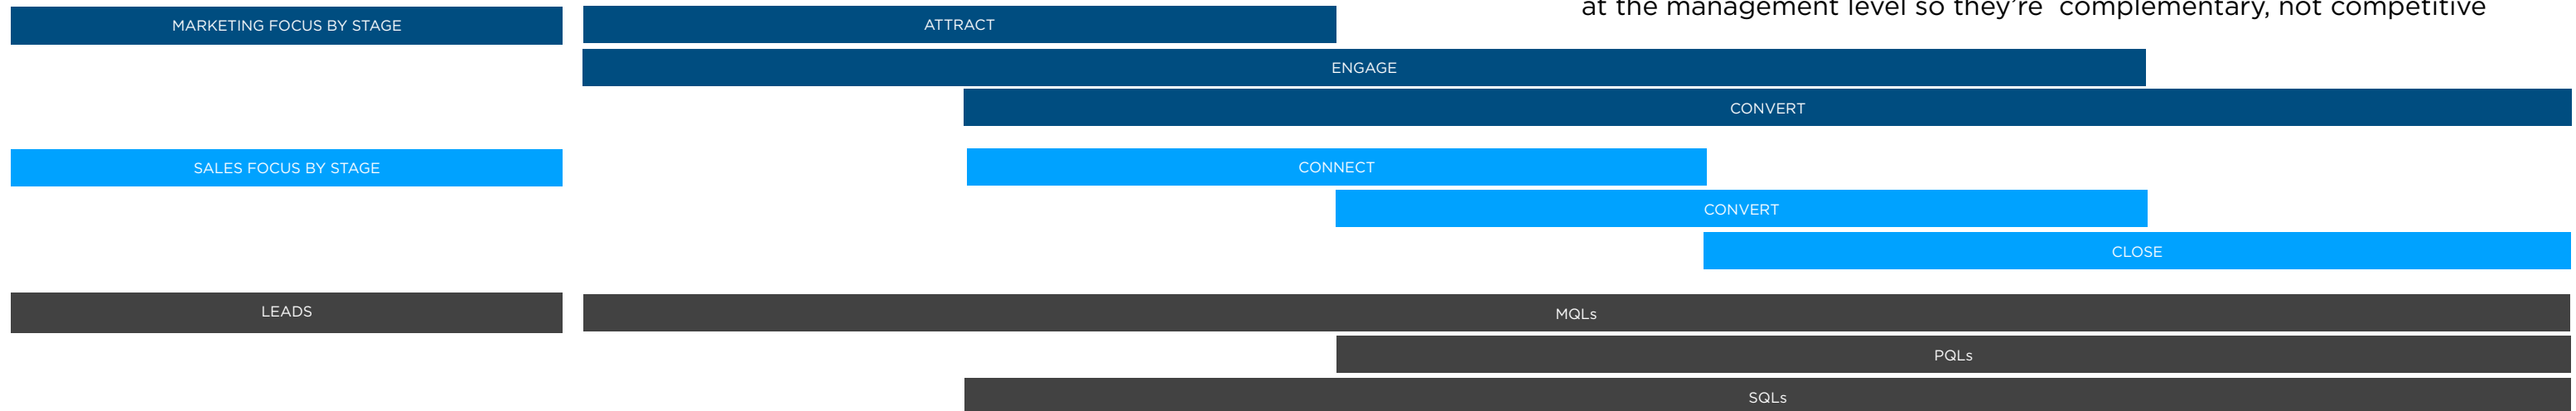 at the management level so they're  complementary, not competitive
MARKETING FOCUS BY STAGE
ATTRACT
ENGAGE
CONVERT
SALES FOCUS BY STAGE
CONNECT
CONVERT
CLOSE
LEADS
MQLs
PQLs
SQLs